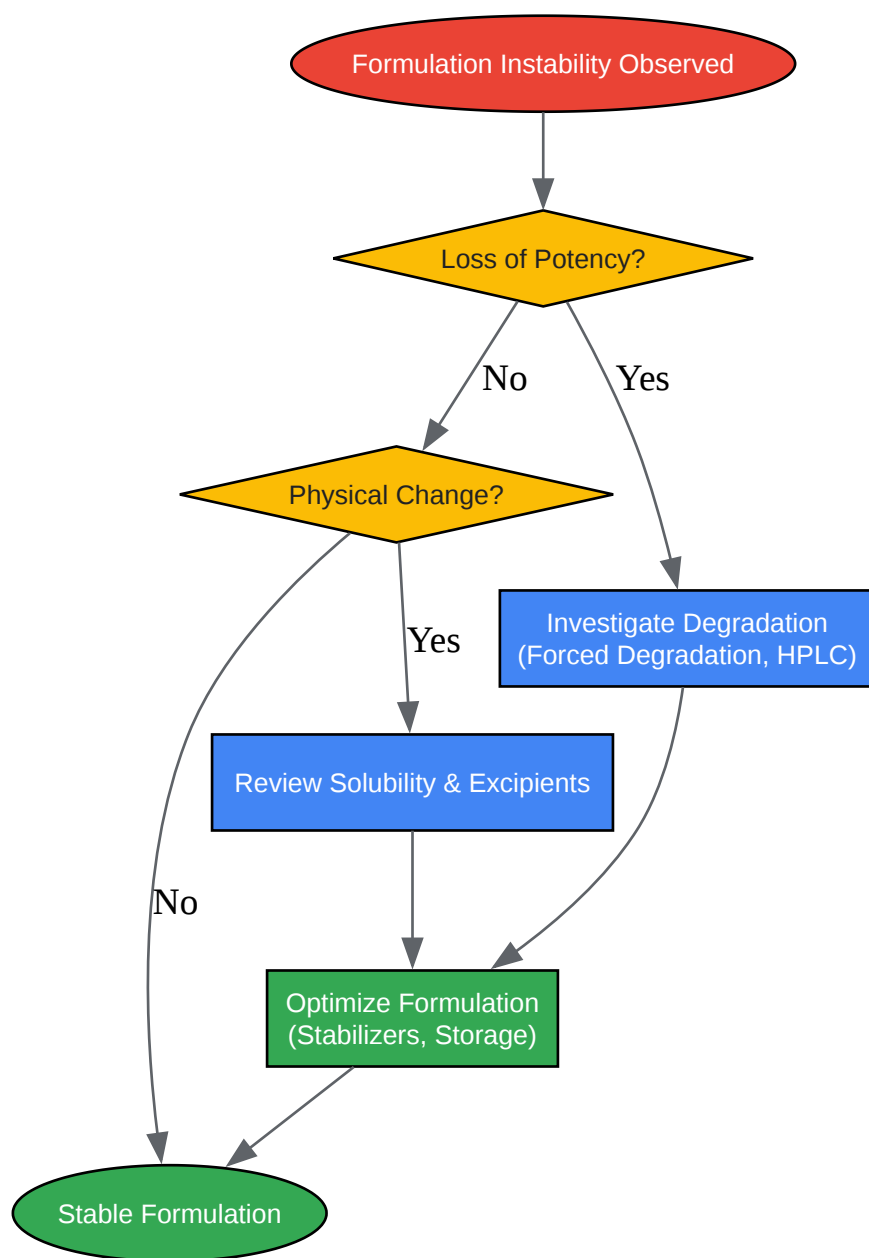 Formulation Instability Observed
Loss of Potency?
No
Yes
Physical Change?
Investigate Degradation
(Forced Degradation, HPLC)
Yes
Review Solubility & Excipients
No
Optimize Formulation
(Stabilizers, Storage)
Stable Formulation